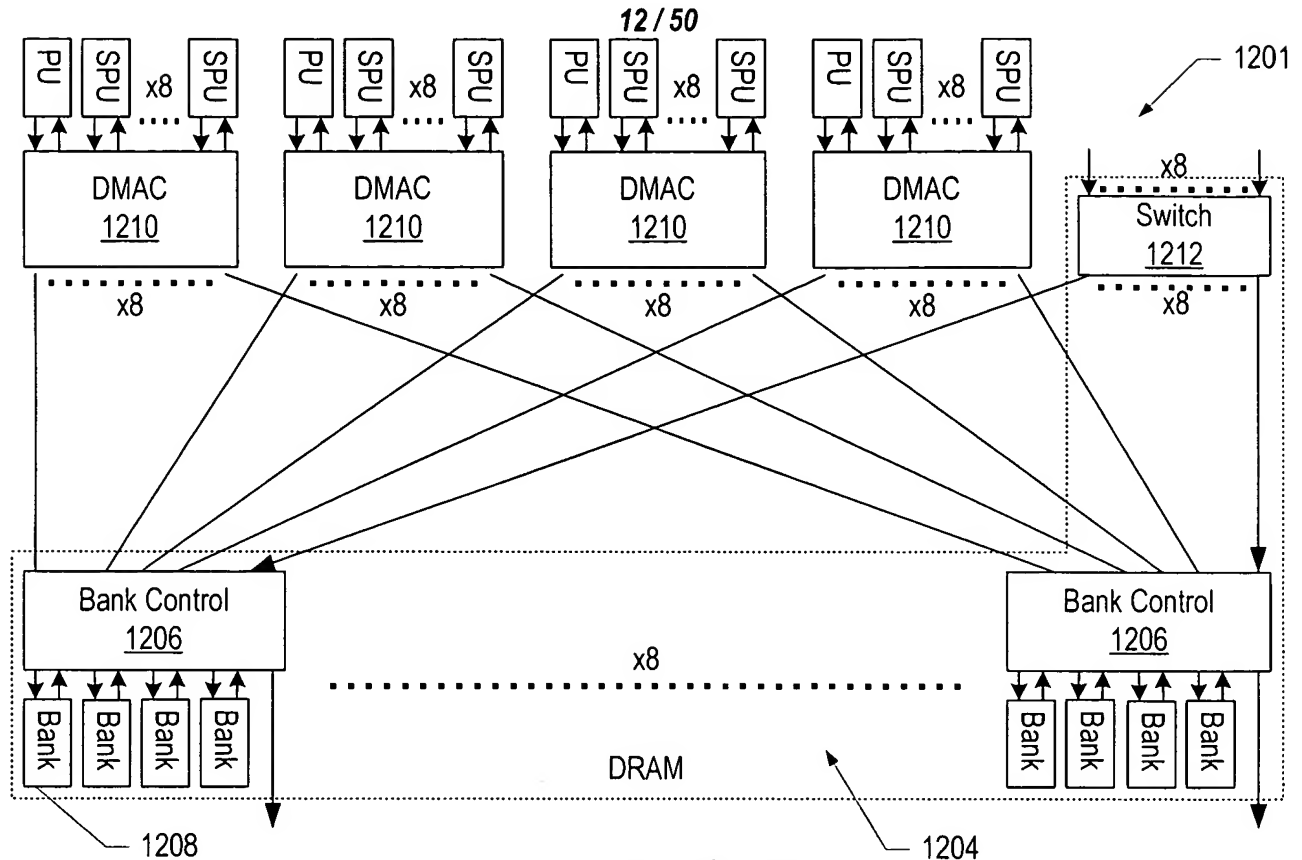 12 / 50
PU SPU x8 SPU PU SPU x8 SPU PU SPU x8 SPU PU SPU x8 SPU
1201
DMAC DMAC DMAC DMAC
1210 1210 1210 1210
x8
Switch
1212
x8 x8 x8 x8 x8
Bank Control Bank Control
1206 1206
x8
Bank Bank Bank Bank Bank Bank Bank Bank
DRAM
1208 1204